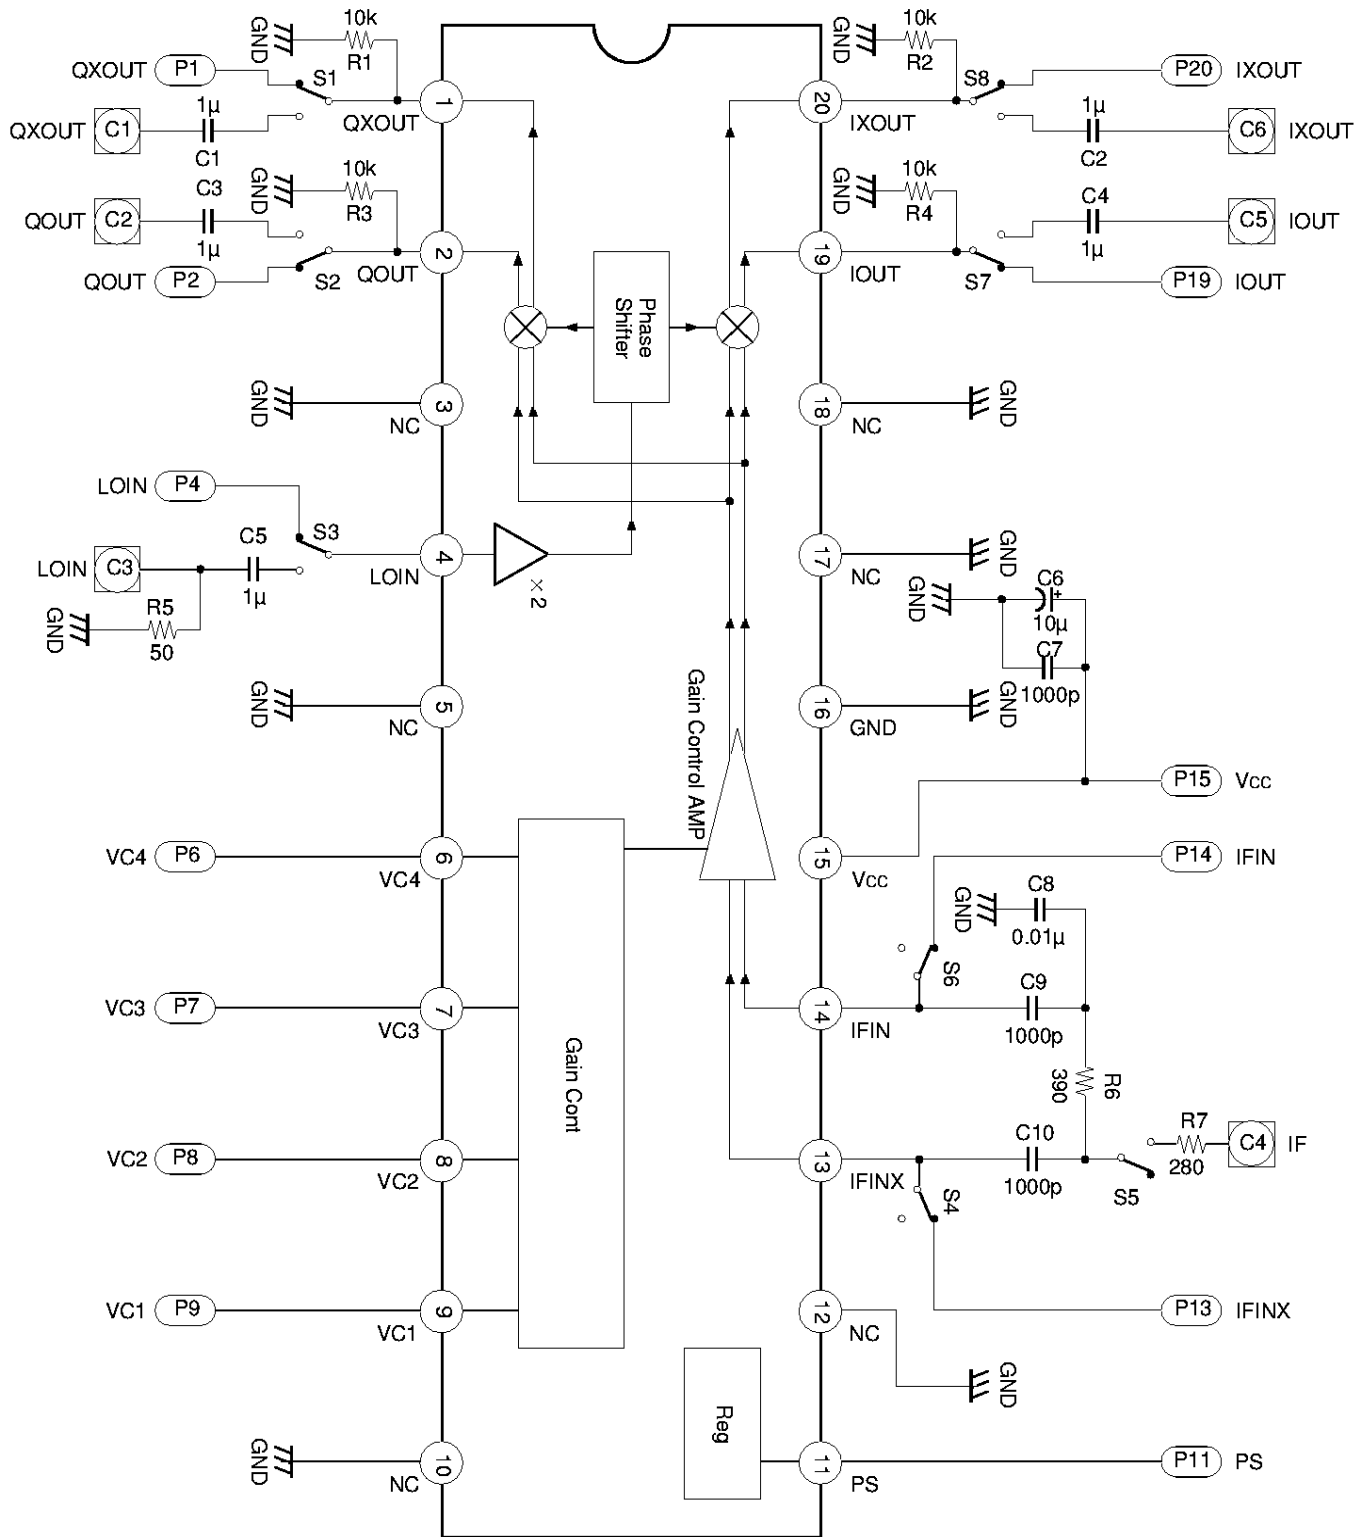 GND 10k R1
QXOUT P1 S1
QXOUT C1 1µ C1
QXOUT 1
QOUT C2 C3 1µ
GND 10k R3
QOUT P2 S2
QOUT 2
GND 10k R2
20 IXOUT
S8 P20 IXOUT
1µ C2 C6 IXOUT
GND 10k R4
C4 1µ C5 IOUT
19 IOUT
S7 P19 IOUT
Phase Shifter
GND 3 NC
18 NC GND
LOIN P4
S3
LOIN C3 C5 1µ
GND R5 50
4 LOIN
×2
17 NC GND
GND C6 + 10µ
C7 1000p
GND 5 NC
16 GND GND
Gain Control AMP
P15 Vcc
15 Vcc
P14 IFIN
VC4 P6 6 VC4
GND C8 0.01µ
S6
C9 1000p
14 IFIN
VC3 P7 7 VC3
Gain Cont
R6 390
VC2 P8 8 VC2
13 IFINX
C10 1000p
S5
R7 280 C4 IF
S4
VC1 P9 9 VC1
12 NC
P13 IFINX
GND
Reg
GND 10 NC
11 PS
P11 PS